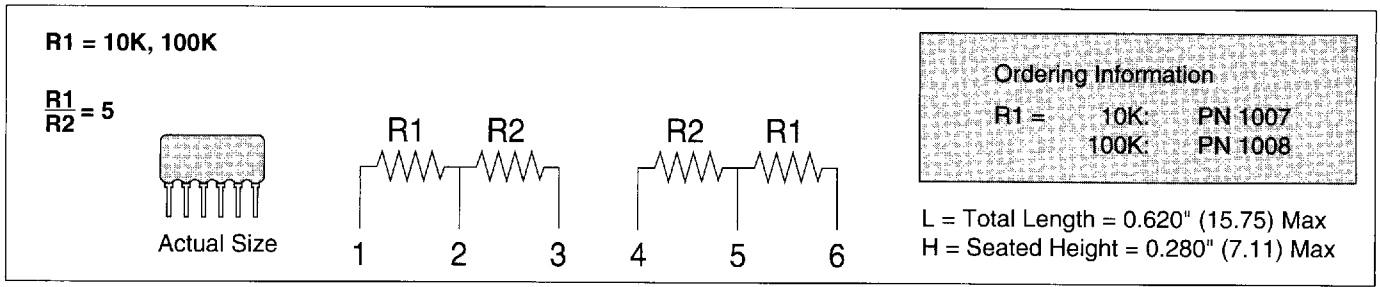 R1 = 10K, 100K
R1
R2 = 5
Actual Size
R1 R2 R2 R1
1 2 3 4 5 6
Ordering Information
R1 = 10K: PN 1007
100K: PN 1008
L = Total Length = 0.620" (15.75) Max
H = Seated Height = 0.280" (7.11) Max